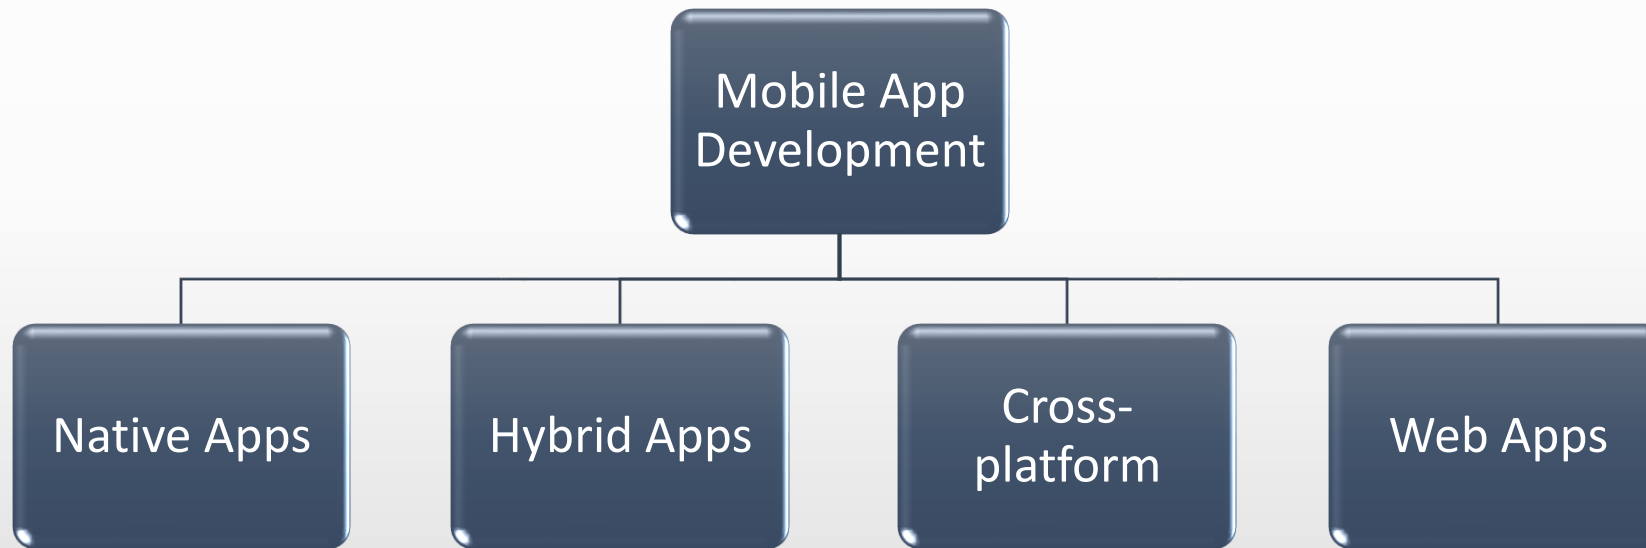 Mobile App
Development
Native Apps
Hybrid Apps
Cross-
platform
Web Apps